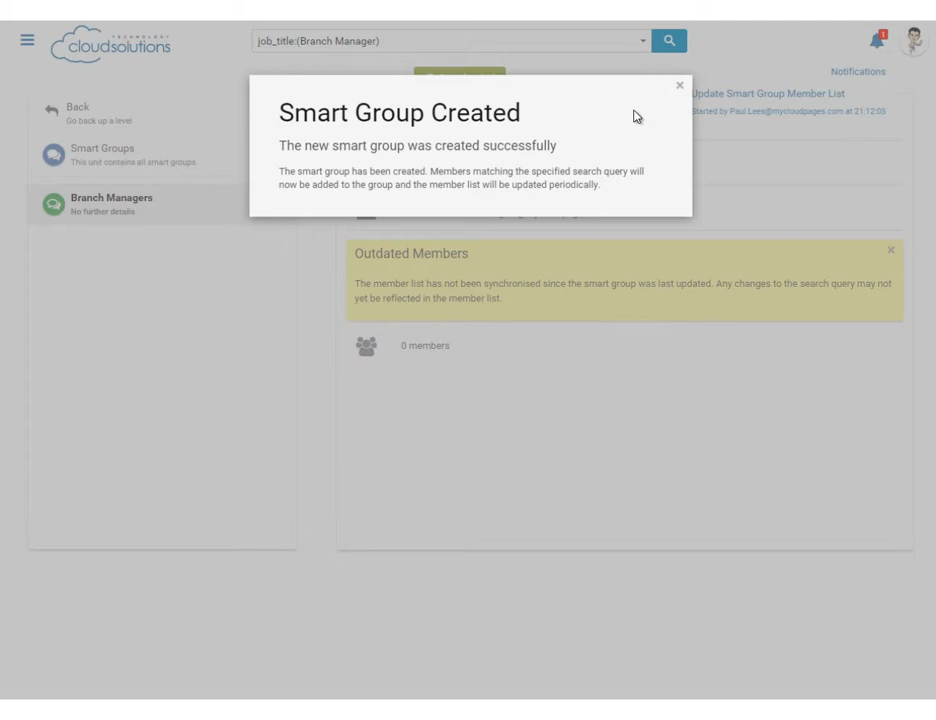 TECHNOLOGY
cloudsolutions
job_title:(Branch Manager)
1
Notifications
Update Smart Group Member List
Started by Paul.Lees@mycloudpages.com at 21:12:05
Back
Go back up a level
Smart Groups
This unit contains all smart groups
Branch Managers
No further details
Smart Group Created
The new smart group was created successfully
The smart group has been created. Members matching the specified search query will
now be added to the group and the member list will be updated periodically.
Outdated Members
The member list has not been synchronised since the smart group was last updated. Any changes to the search query may not
yet be reflected in the member list.
0 members